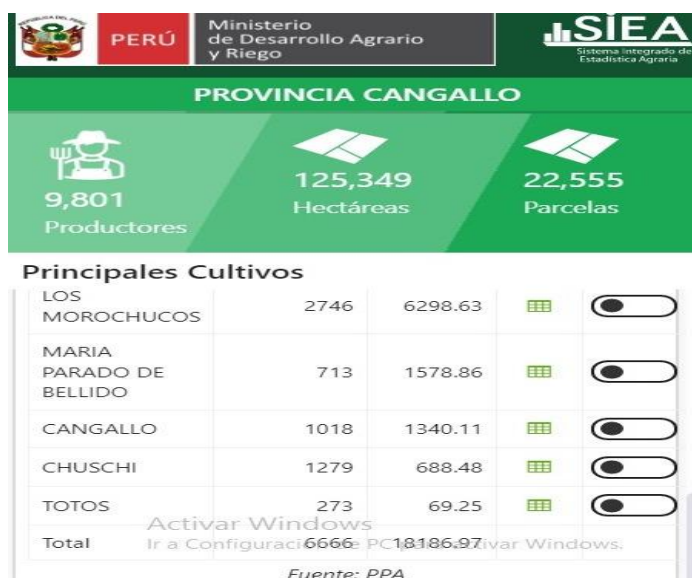 REPÚBLICA DEL PERÚ
PERÚ
Ministerio
de Desarrollo Agrario
y Riego
SIEA
Sistema Integrado de
Estadística Agraria
PROVINCIA CANGALLO
9,801
Productores
125,349
Hectáreas
22,555
Parcelas
Principales Cultivos
LOS
MOROCHUCOS 2746 6298.63
MARIA
PARADO DE
BELLIDO 713 1578.86
CANGALLO 1018 1340.11
CHUSCHI 1279 688.48
TOTOS 273 69.25
Activar Windows
Total 6666 18186.97
Ir a Configuración de PC para activar Windows.
Fuente: PPA